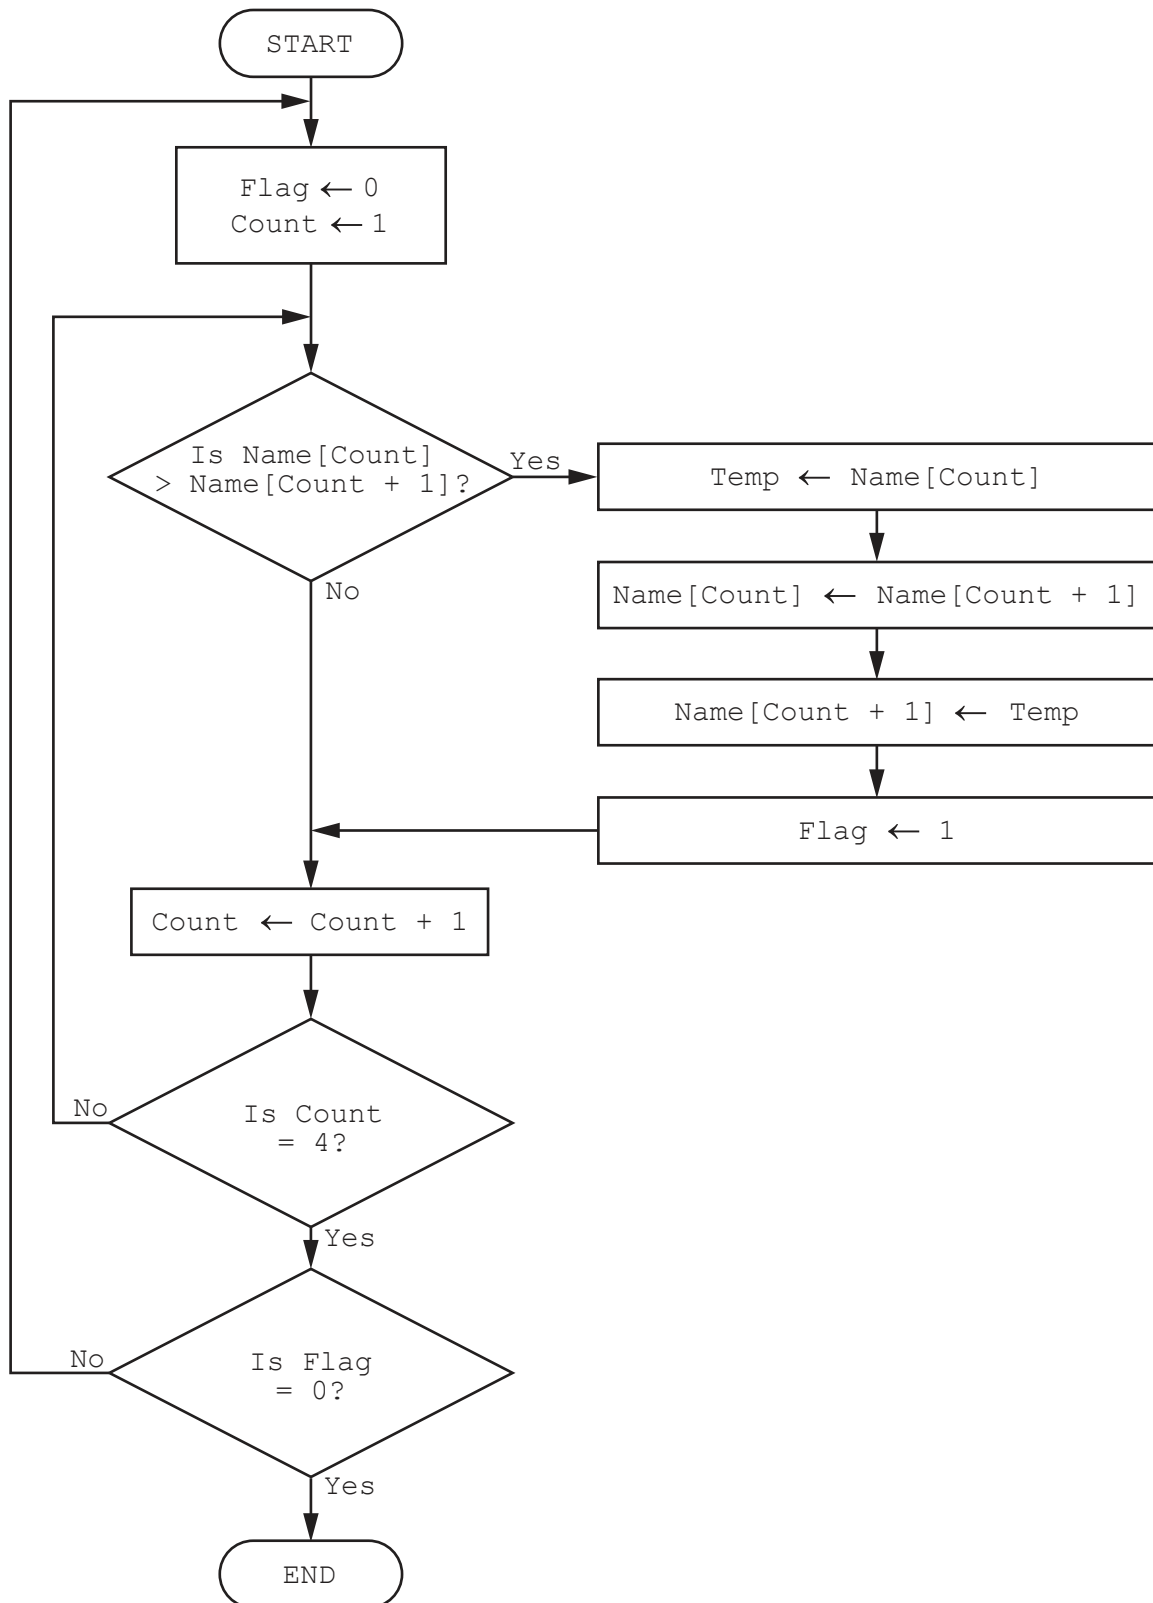 START
Flag ← 0
Count ← 1
Is Name[Count]
> Name[Count + 1]?
Yes
Temp ← Name[Count]
No
Name[Count] ← Name[Count + 1]
Name[Count + 1] ← Temp
Flag ← 1
Count ← Count + 1
No
Is Count
= 4?
Yes
No
Is Flag
= 0?
Yes
END